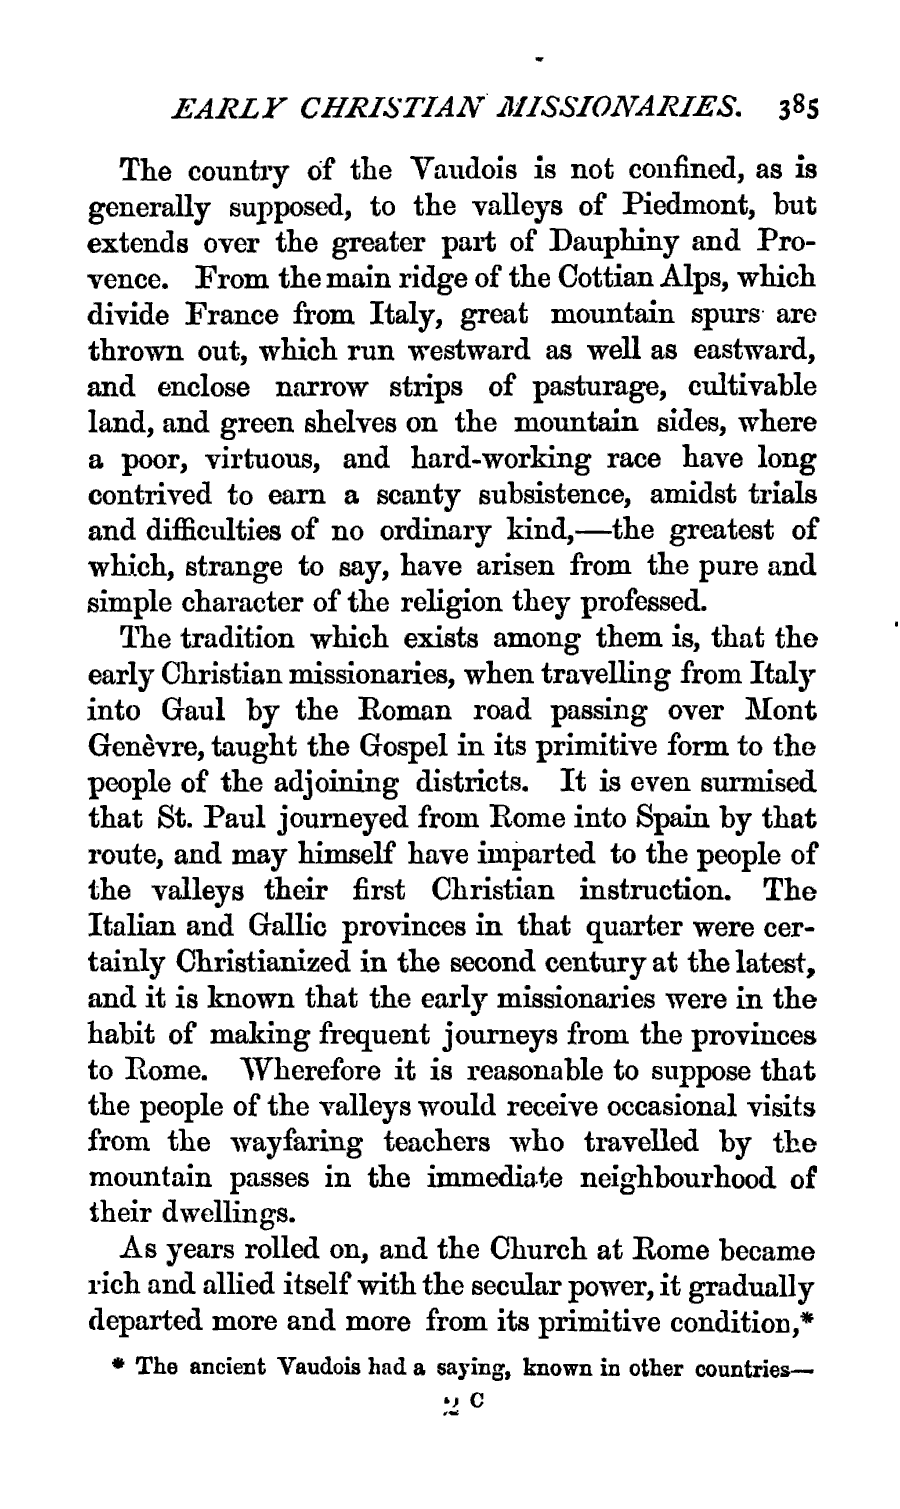 EARLY CHRISTIAN MISSIONARIES. 385
The country of the Vaudois is not confined, as is
generally supposed, to the valleys of Piedmont, but
extends over the greater part of Dauphiny and Pro-
vence. From the main ridge of the Cottian Alps, which
divide France from Italy, great mountain spurs are
thrown out, which run westward as well as eastward,
and enclose narrow strips of pasturage, cultivable
land, and green shelves on the mountain sides, where
a poor, virtuous, and hard-working race have long
contrived to earn a scanty subsistence, amidst trials
and difficulties of no ordinary kind,—the greatest of
which, strange to say, have arisen from the pure and
simple character of the religion they professed.
The tradition which exists among them is, that the
early Christian missionaries, when travelling from Italy
into Gaul by the Roman road passing over Mont
Genèvre, taught the Gospel in its primitive form to the
people of the adjoining districts. It is even surmised
that St. Paul journeyed from Rome into Spain by that
route, and may himself have imparted to the people of
the valleys their first Christian instruction. The
Italian and Gallic provinces in that quarter were cer-
tainly Christianized in the second century at the latest,
and it is known that the early missionaries were in the
habit of making frequent journeys from the provinces
to Rome. Wherefore it is reasonable to suppose that
the people of the valleys would receive occasional visits
from the wayfaring teachers who travelled by the
mountain passes in the immediate neighbourhood of
their dwellings.
As years rolled on, and the Church at Rome became
rich and allied itself with the secular power, it gradually
departed more and more from its primitive condition,*
* The ancient Vaudois had a saying, known in other countries—
2 C